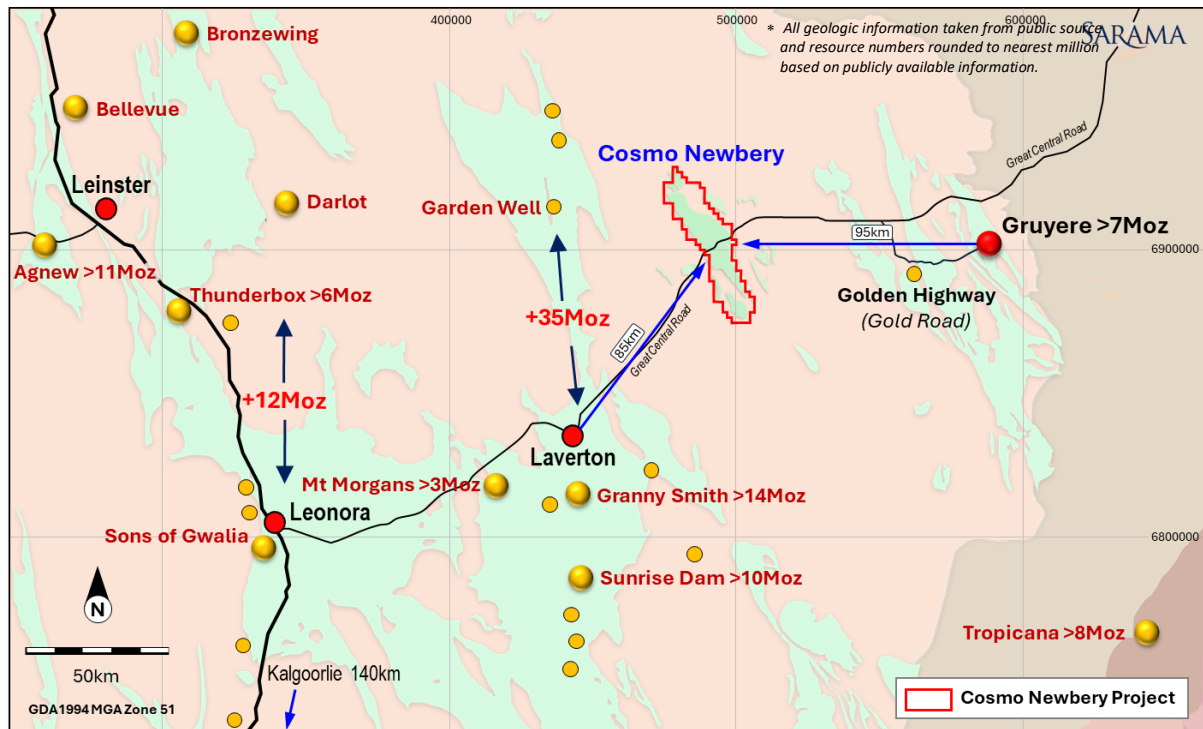 400000
500000
600000
* All geologic information taken from public source
and resource numbers rounded to nearest million
based on publicly available information.
SARAMA
Bronzewing
Bellevue
Great Central Road
Cosmo Newbery
Leinster
Darlot
Garden Well
Gruyere >7Moz
95km
6900000
Agnew >11Moz
Thunderbox >6Moz
Golden Highway
(Gold Road)
+35Moz
85km
Great Central Road
+12Moz
Laverton
Mt Morgans >3Moz
Granny Smith >14Moz
Leonora
Sons of Gwalia
6800000
Sunrise Dam >10Moz
N
Tropicana >8Moz
50km
Kalgoorlie 140km
GDA1994 MGA Zone 51
Cosmo Newbery Project